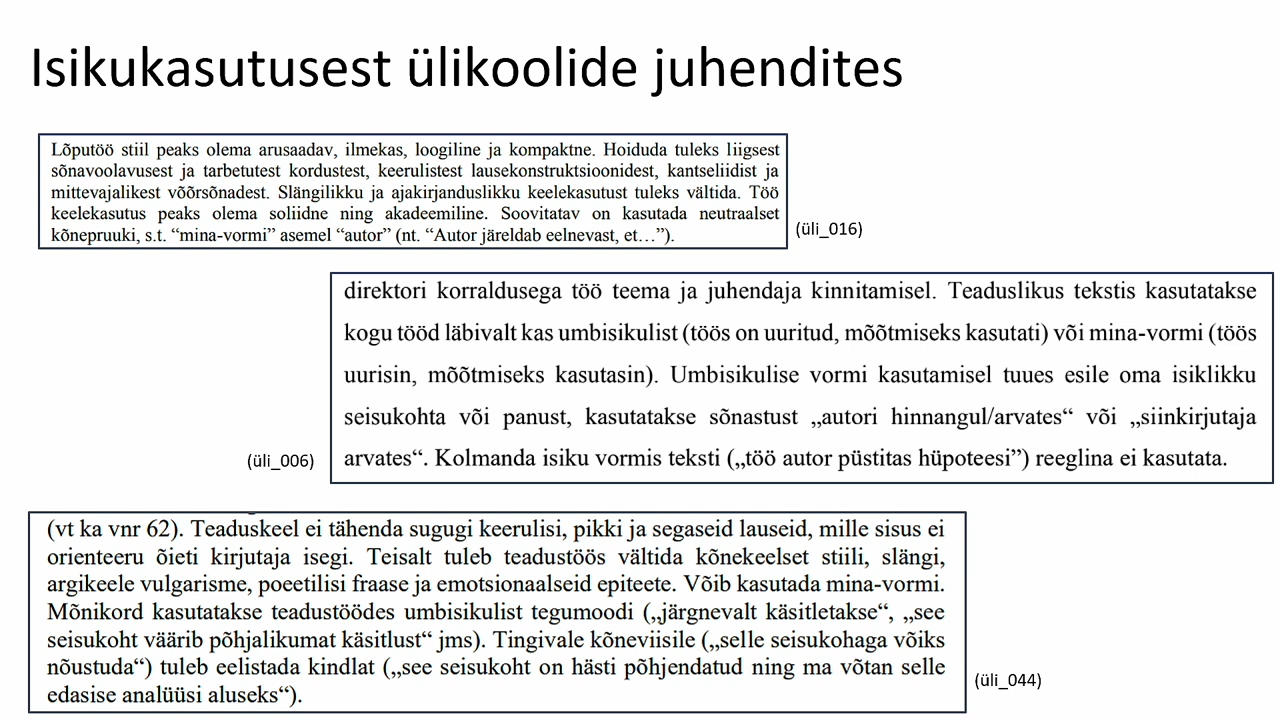 Isikukasutusest ülikoolide juhendites
Lõputöö stiil peaks olema arusaadav, ilmekas, loogiline ja kompaktne. Hoiduda tuleks liigsest
sõnavoolavusest ja tarbetutest kordustest, keerulistest lausekonstruktsioonidest, kantseliidist ja
mittevajalikest võõrsõnadest. Slängilikku ja ajakirjanduslikku keelekasutust tuleks vältida. Töö
keelekasutus peaks olema soliidne ning akadeemiline. Soovitatav on kasutada neutraalset
kõnepruuki, s.t. “mina-vormi” asemel “autor” (nt. “Autor järeldab eelnevast, et…”).
(üli_016)
direktori korraldusega töö teema ja juhendaja kinnitamisel. Teaduslikus tekstis kasutatakse
kogu tööd läbivalt kas umbisikulist (töös on uuritud, mõõtmiseks kasutati) või mina-vormi (töös
uurisin, mõõtmiseks kasutasin). Umbisikulise vormi kasutamisel tuues esile oma isiklikku
seisukohta või panust, kasutatakse sõnastust „autori hinnangul/arvates“ või „siinkirjutaja
arvates“. Kolmanda isiku vormis teksti („töö autor püstitas hüpoteesi”) reeglina ei kasutata.
(üli_006)
(vt ka vnr 62). Teaduskeel ei tähenda sugugi keerulisi, pikki ja segaseid lauseid, mille sisus ei
orienteeru õieti kirjutaja isegi. Teisalt tuleb teadustöös vältida kõnekeelset stiili, slängi,
argikeele vulgarisme, poeetilisi fraase ja emotsionaalseid epiteete. Võib kasutada mina-vormi.
Mõnikord kasutatakse teadustöödes umbisikulist tegumoodi („järgnevalt käsitletakse“, „see
seisukoht väärib põhjalikumat käsitlust“ jms). Tingivale kõneviisile („selle seisukohaga võiks
nõustuda“) tuleb eelistada kindlat („see seisukoht on hästi põhjendatud ning ma võtan selle
edasise analüüsi aluseks“).
(üli_044)